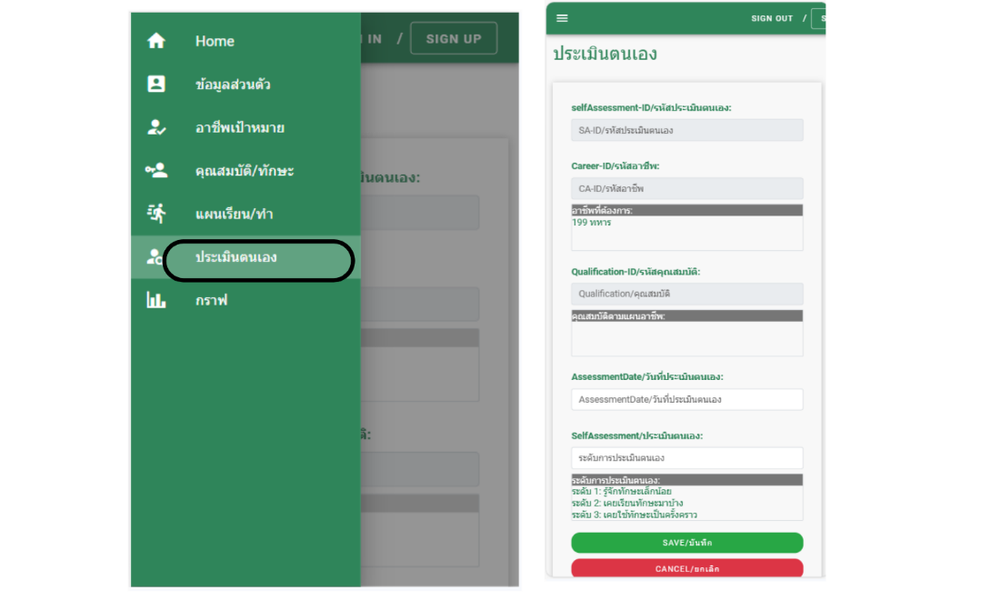 Home
IN / SIGN UP
ข้อมูลส่วนตัว
อาชีพเป้าหมาย
คุณสมบัติ/ทักษะ
มินตนเอง:
แผนเรียน/ทำ
ประเมินตนเอง
กราฟ
ติ:
SIGN OUT / S
ประเมินตนเอง
selfAssessment-ID/รหัสประเมินตนเอง:
SA-ID/รหัสประเมินตนเอง
Career-ID/รหัสอาชีพ:
CA-ID/รหัสอาชีพ
อาชีพที่ต้องการ:
199 ทหาร
Qualification-ID/รหัสคุณสมบัติ:
Qualification/คุณสมบัติ
คุณสมบัติตามแผนอาชีพ:
AssessmentDate/วันที่ประเมินตนเอง:
AssessmentDate/วันที่ประเมินตนเอง
SelfAssessment/ประเมินตนเอง:
ระดับการประเมินตนเอง
ระดับการประเมินตนเอง:
ระดับ 1: รู้จักทักษะเล็กน้อย
ระดับ 2: เคยเรียนทักษะมาบ้าง
ระดับ 3: เคยใช้ทักษะเป็นครั้งคราว
SAVE/บันทึก
CANCEL/ยกเลิก